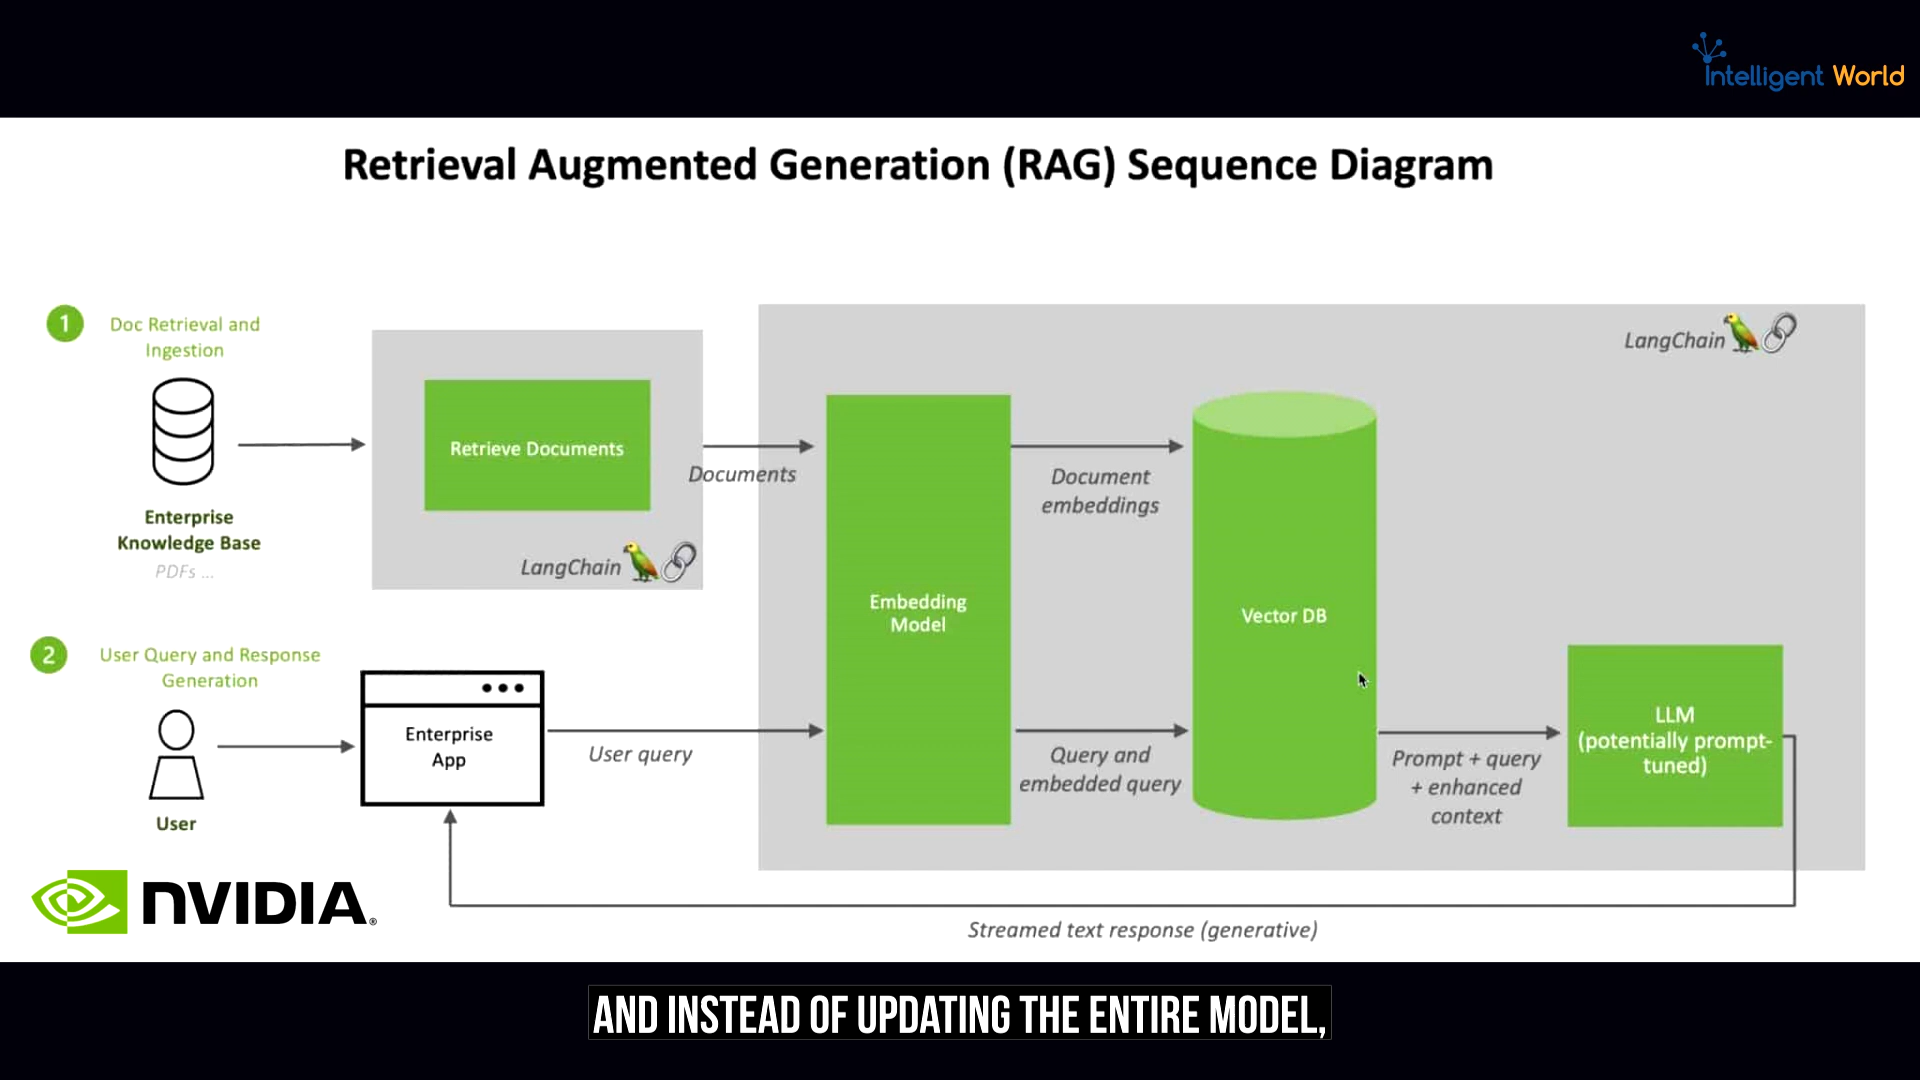 Intelligent World
Retrieval Augmented Generation (RAG) Sequence Diagram
1
Doc Retrieval and
Ingestion
Enterprise
Knowledge Base
PDFs ...
Retrieve Documents
LangChain
Documents
LangChain
Embedding
Model
Document
embeddings
Vector DB
2
User Query and Response
Generation
User
Enterprise
App
User query
Query and
embedded query
Prompt + query
+ enhanced
context
LLM
(potentially prompt-
tuned)
Streamed text response (generative)
NVIDIA.
AND INSTEAD OF UPDATING THE ENTIRE MODEL,